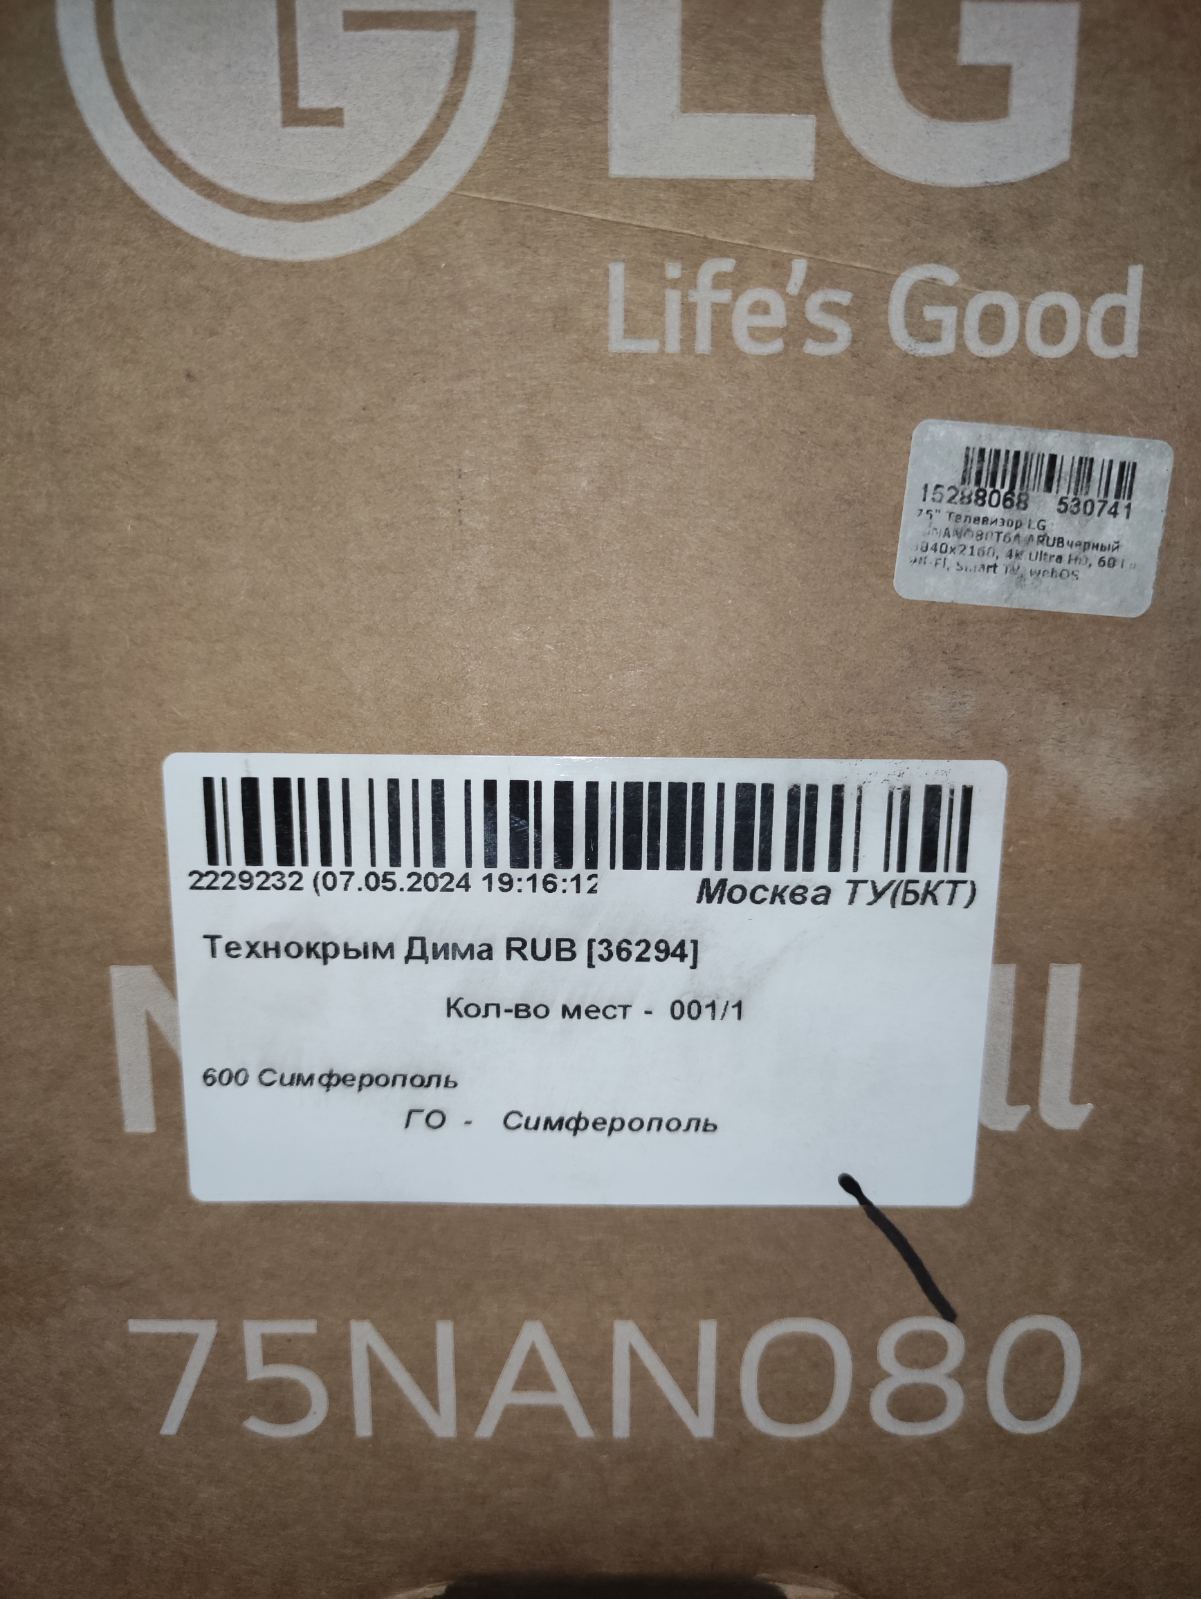 LG
Life's Good
15288068 530741
75" Телевизор LG
черный
4K Ultra HD, 60
Smart TV, webOS
2229232 (07.05.2024 19:16:12
Москва ТУ(БКТ)
Технокрым Дима RUB [36294]
Кол-во мест - 001/1
600 Симферополь
ГО - Симферополь
75NANO80